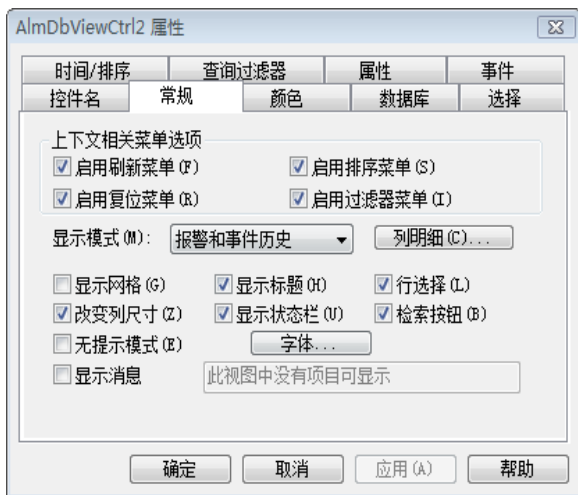 AlmDbViewCtrl2 属性
时间/排序 查询过滤器 属性 事件
控件名 常规 颜色 数据库 选择
上下文相关菜单选项
启用刷新菜单(F) 启用排序菜单(S)
启用复位菜单(R) 启用过滤器菜单(I)
显示模式(M): 报警和事件历史 列明细(C)...
显示网格(G) 显示标题(H) 行选择(L)
改变列尺寸(Z) 显示状态栏(U) 检索按钮(B)
无提示模式(E) 字体...
显示消息 此视图中没有项目可显示
确定 取消 应用(A) 帮助